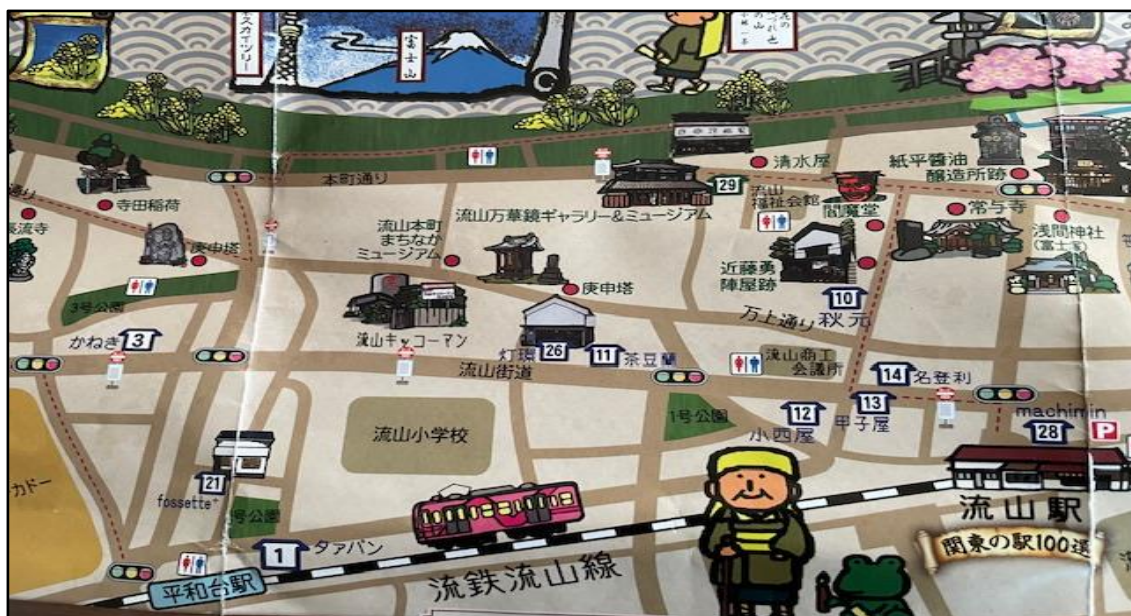 スカイツリー
富士山
本町通り
清水屋
紙平醬油
醸造所跡
29
流山
福祉会館
閻魔堂
寺田稲荷
流山万華鏡ギャラリー&ミュージアム
常与寺
流山本町
まちなか
ミュージアム
浅間神社
(富士塚)
庚申塔
近藤勇
陣屋跡
庚申塔
10
秋元
3号公園
万上通り
かねき
3
流山キッコーマン
灯環
26
11
茶豆蘭
流山街道
流山商工
会議所
14
名登利
1号公園
12
小西屋
13
甲子屋
machimin
28
P
流山小学校
カドー
21
fossette+
号公園
流山駅
関東の駅100選
1
タァバン
平和台駅
流鉄流山線